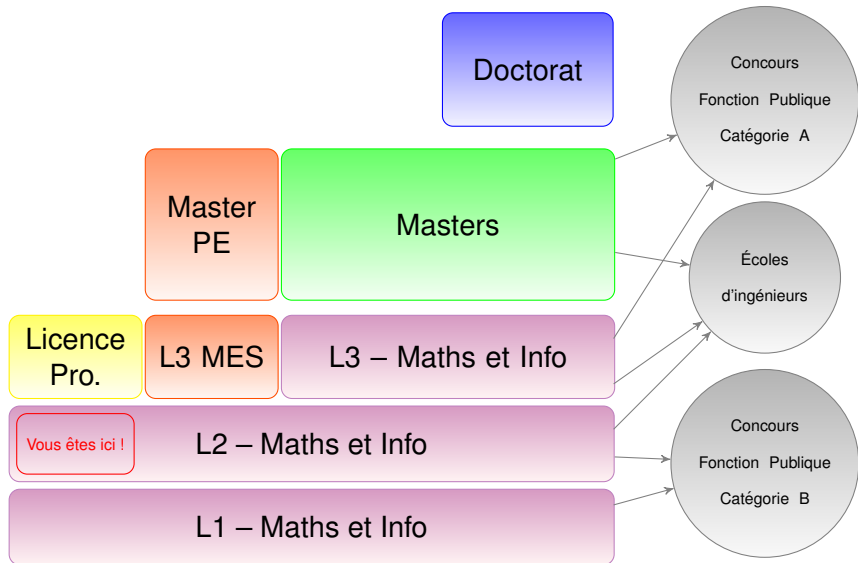 Doctorat
Concours
Fonction Publique
Catégorie A
Master
PE
Masters
Écoles
d'ingénieurs
Licence
Pro.
L3 MES
L3 – Maths et Info
Vous êtes ici !
L2 – Maths et Info
Concours
Fonction Publique
Catégorie B
L1 – Maths et Info